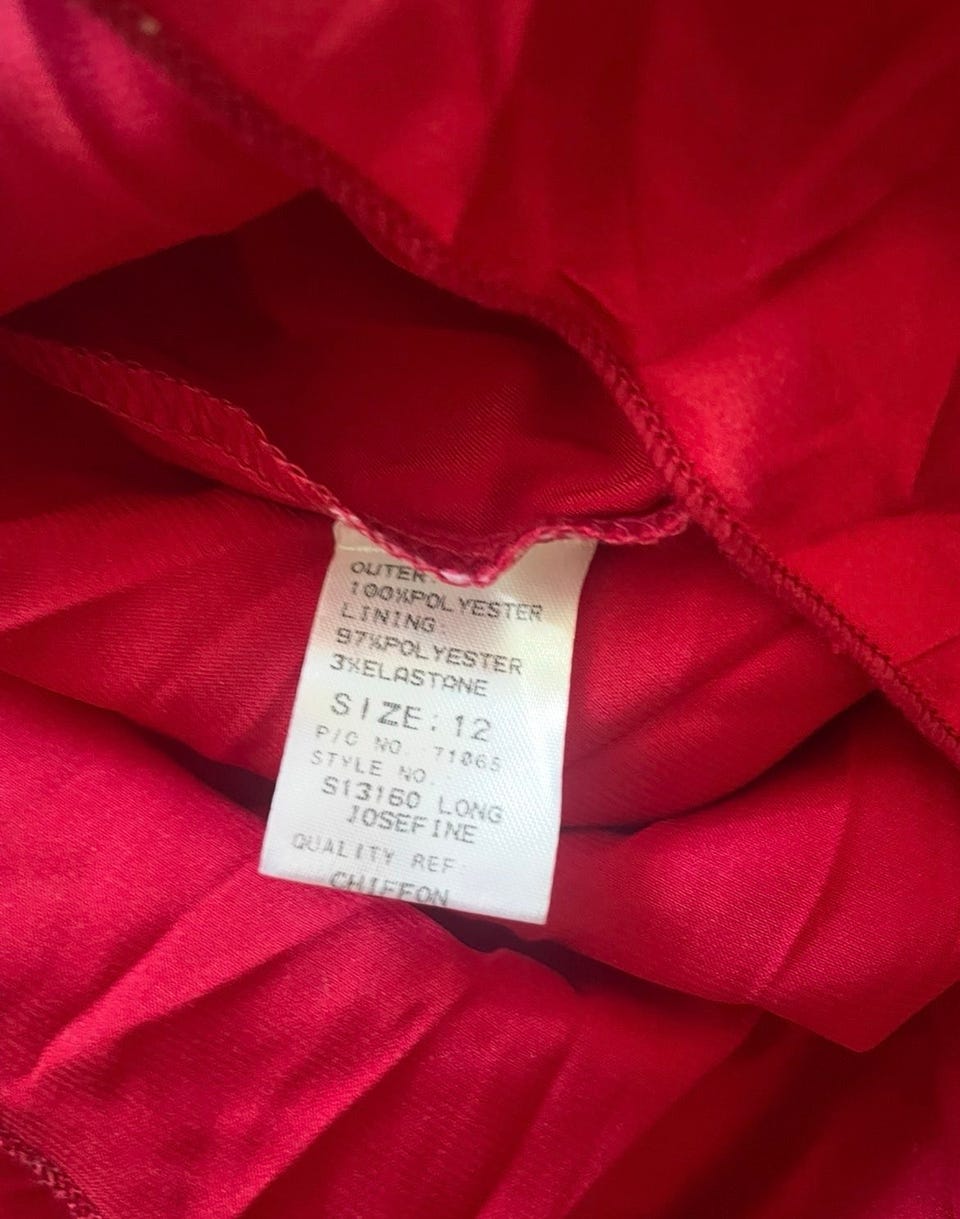 OUTER:
100%POLYESTER
LINING:
97%POLYESTER
3%ELASTANE
SIZE: 12
P/C NO. 71065
STYLE NO.:
S13160 LONG
JOSEFINE
QUALITY REF:
CHIFFON